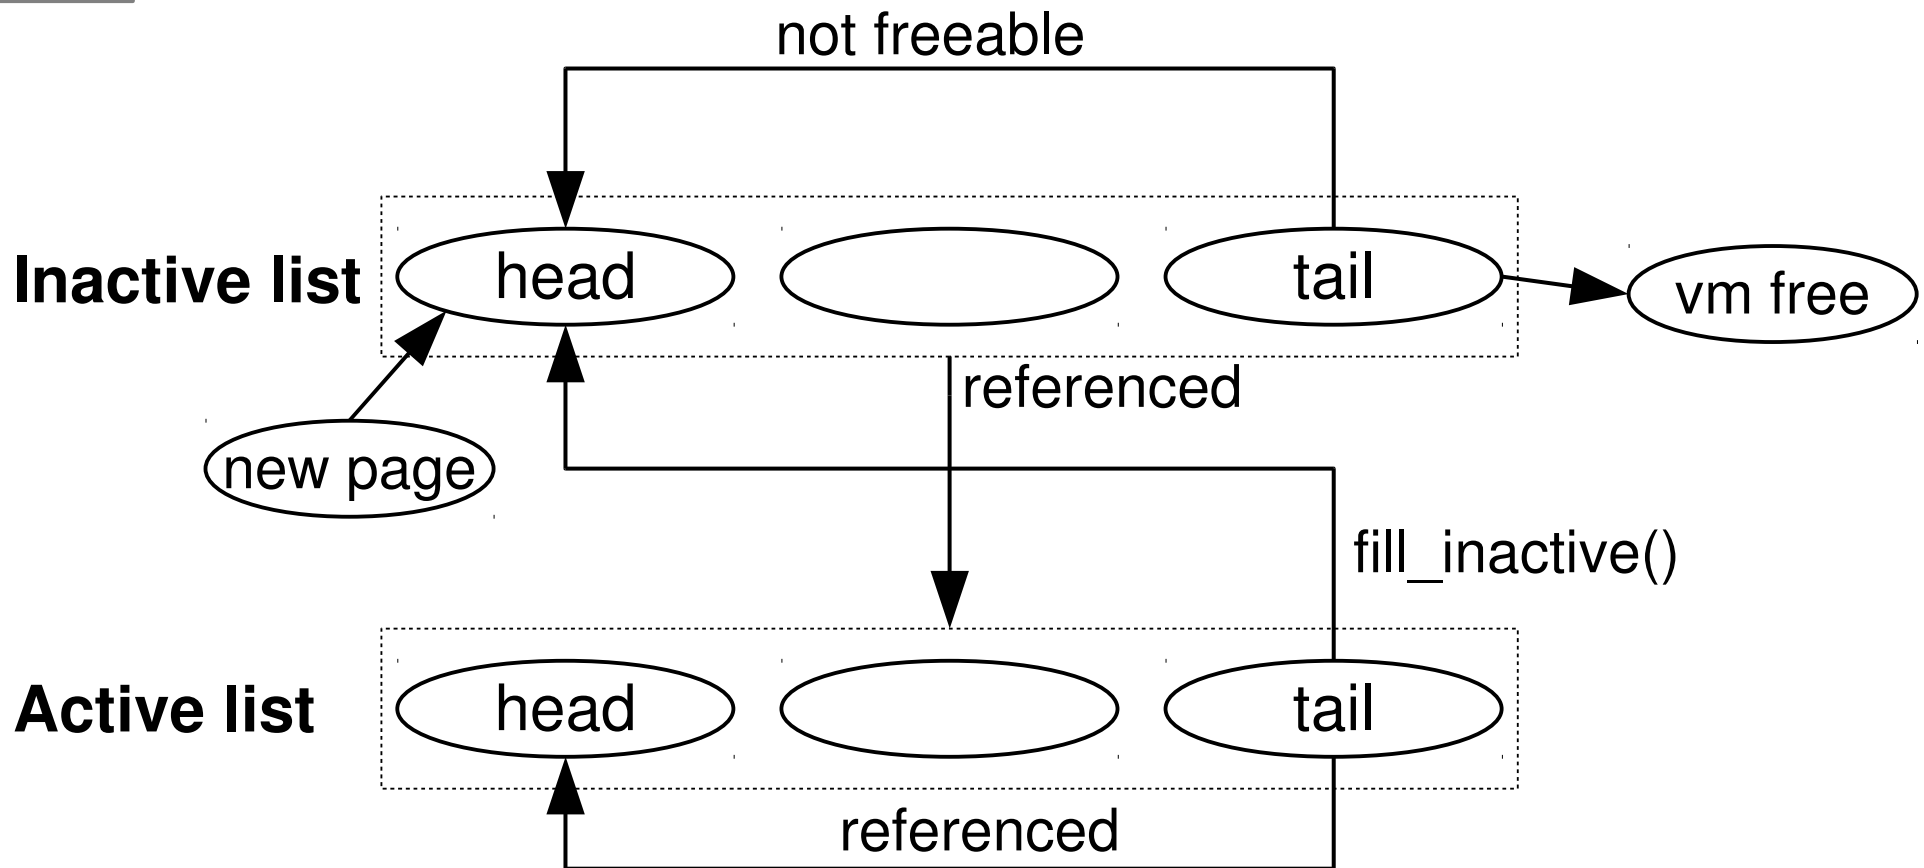 not freeable
Inactive list
head
tail
vm free
referenced
new page
fill_inactive()
Active list
head
tail
referenced